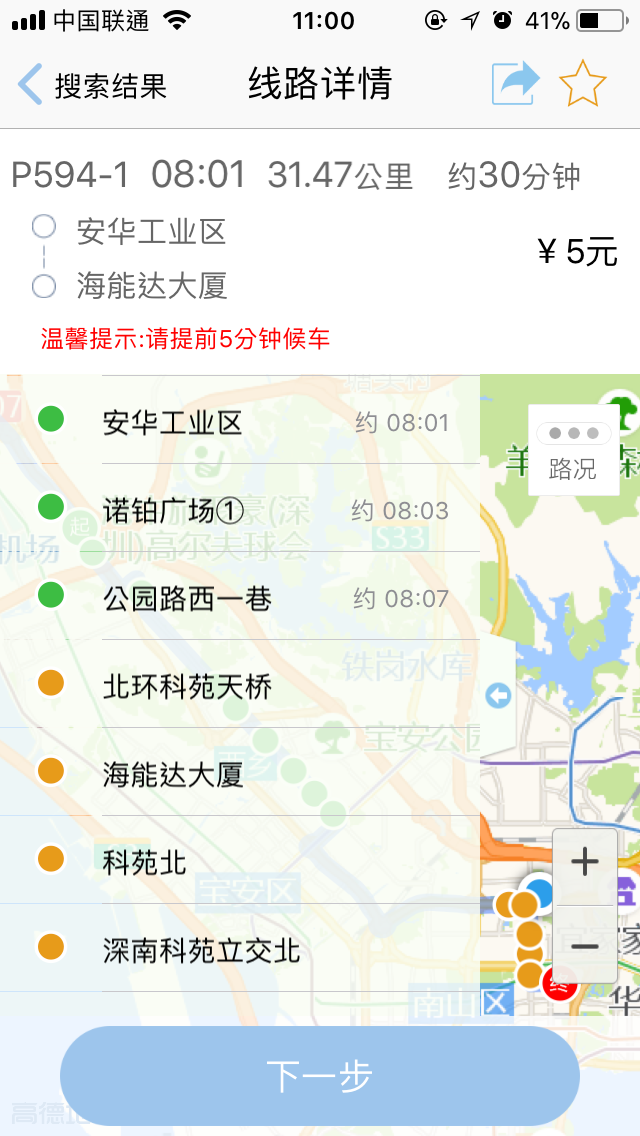 中国联通 11:00 41%
搜索结果 线路详情
P594-1 08:01 31.47公里 约30分钟
安华工业区
¥ 5元
海能达大厦
温馨提示:请提前5分钟候车
安华工业区 约 08:01
路况
诺铂广场① 约 08:03
起
机场
圳)高尔夫球会
S33
公园路西一巷 约 08:07
铁岗水库
北环科苑天桥
宝安公园
西乡
海能达大厦
科苑北
宝安区
深南科苑立交北
终
南山区
华
下一步
高德地